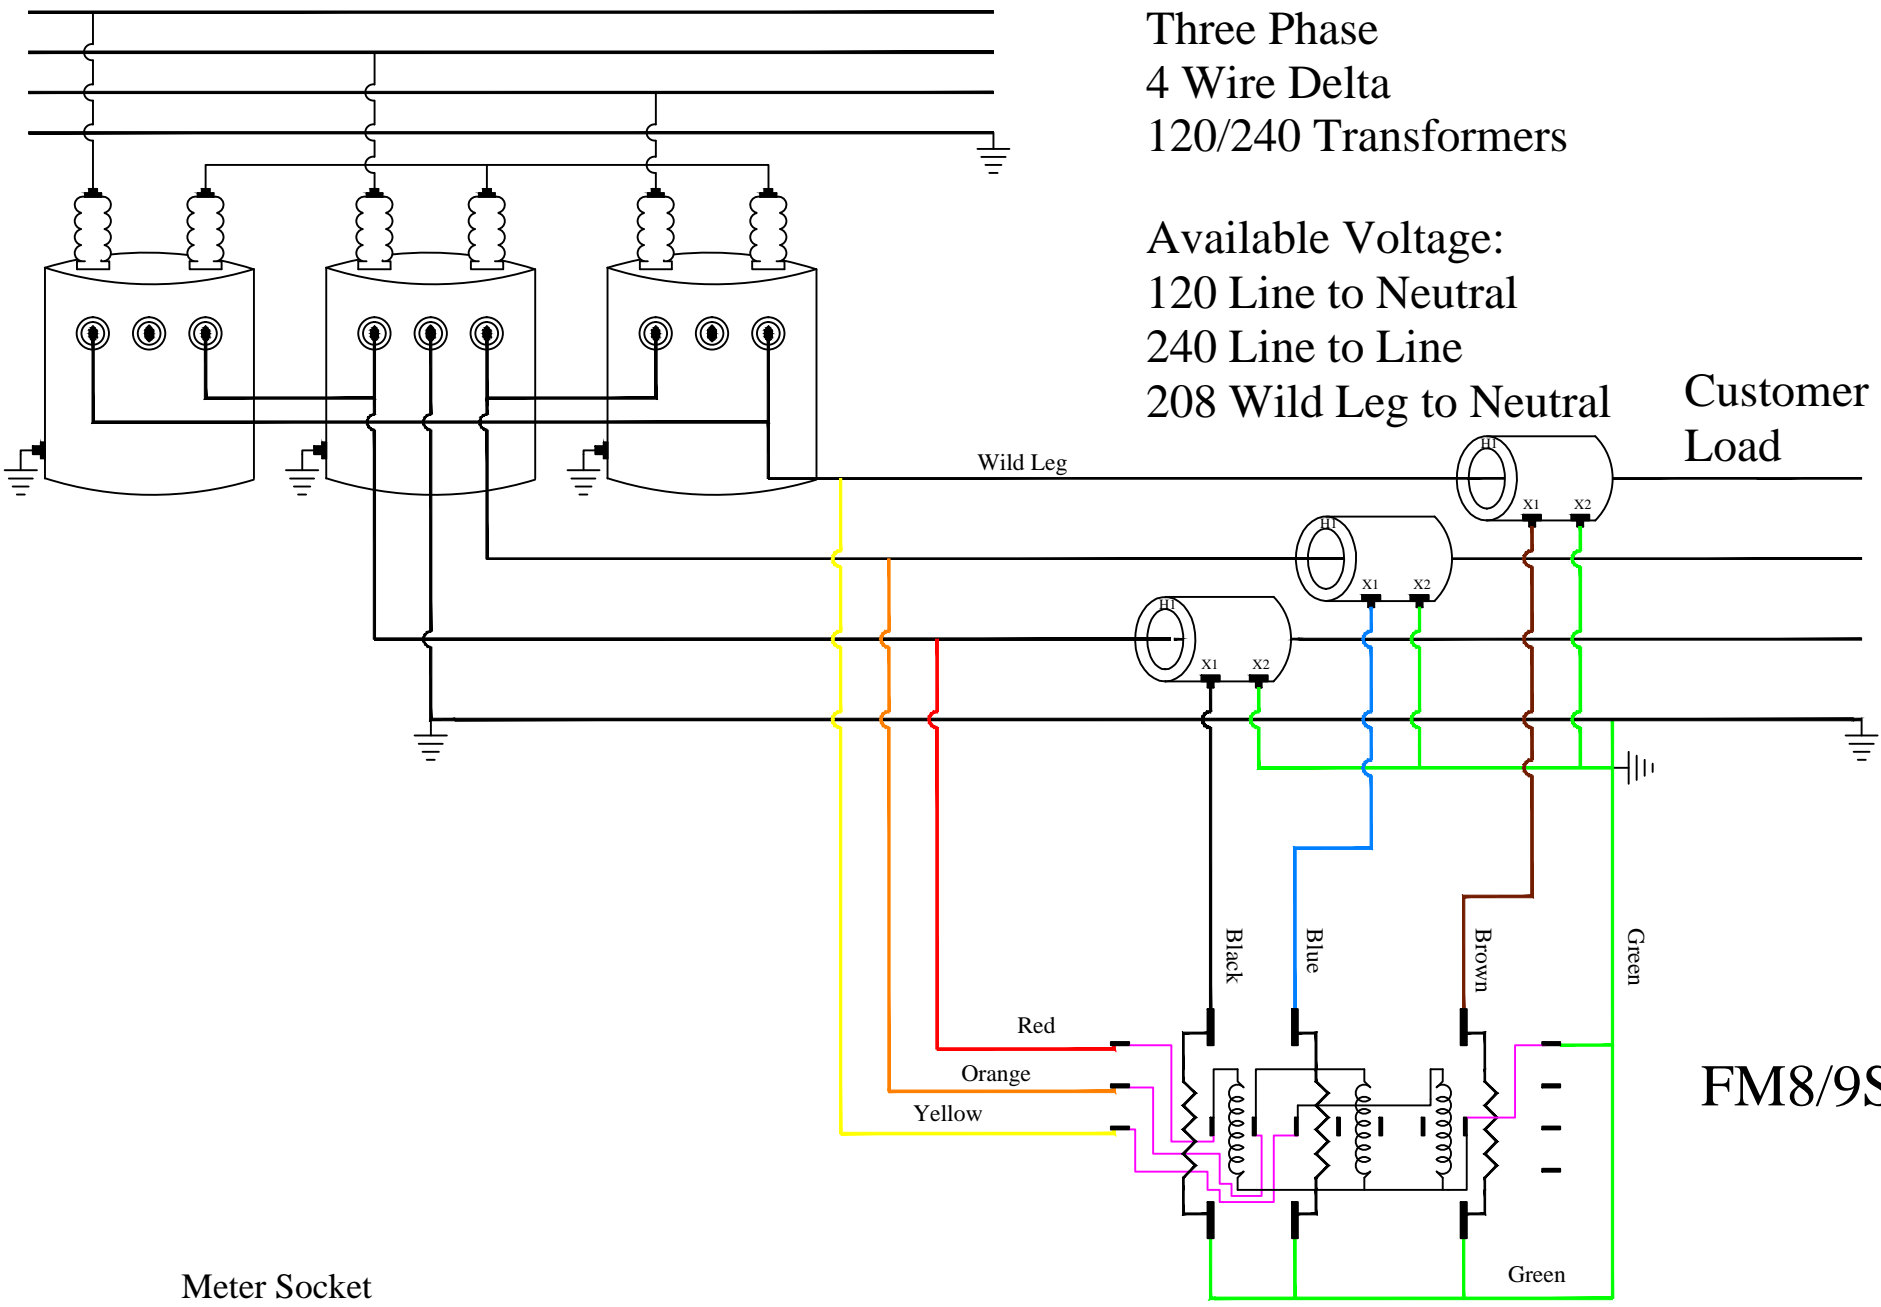 Three Phase
4 Wire Delta
120/240 Transformers
Available Voltage:
120 Line to Neutral
240 Line to Line
208 Wild Leg to Neutral
Customer
Load
Wild Leg
H1
X1 X2
H1
X1 X2
H1
X1 X2
Black
Blue
Brown
Green
Red
Orange
Yellow
FM8/9S
Green
Meter Socket